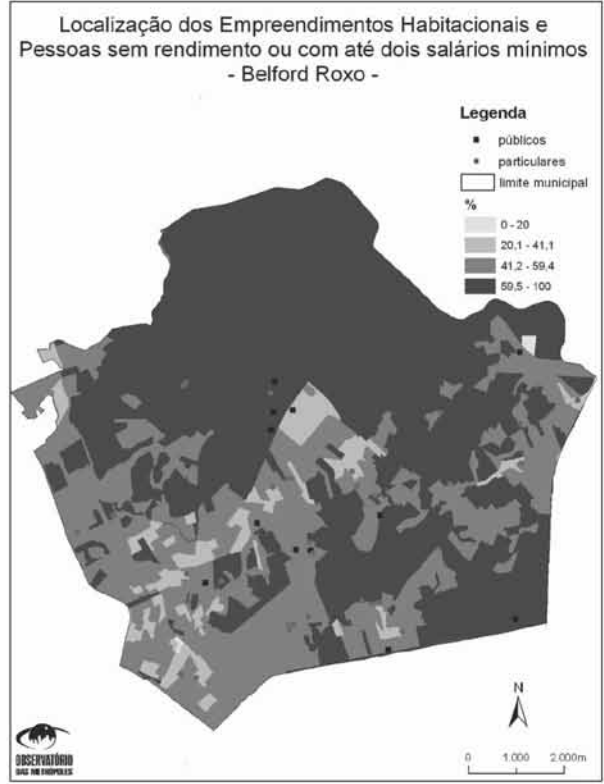 Localização dos Empreendimentos Habitacionais e
Pessoas sem rendimento ou com até dois salários mínimos
- Belford Roxo -
Legenda
públicos
particulares
limite municipal
%
0 - 20
20,1 - 41,1
41,2 - 59,4
59,5 - 100
N
OBSERVATÓRIO
DAS METRÓPOLES
0 1.000 2.000m